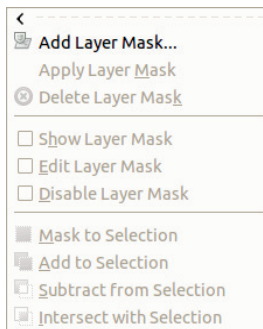 Add Layer Mask...
Apply Layer Mask
Delete Layer Mask
Show Layer Mask
Edit Layer Mask
Disable Layer Mask
Mask to Selection
Add to Selection
Subtract from Selection
Intersect with Selection